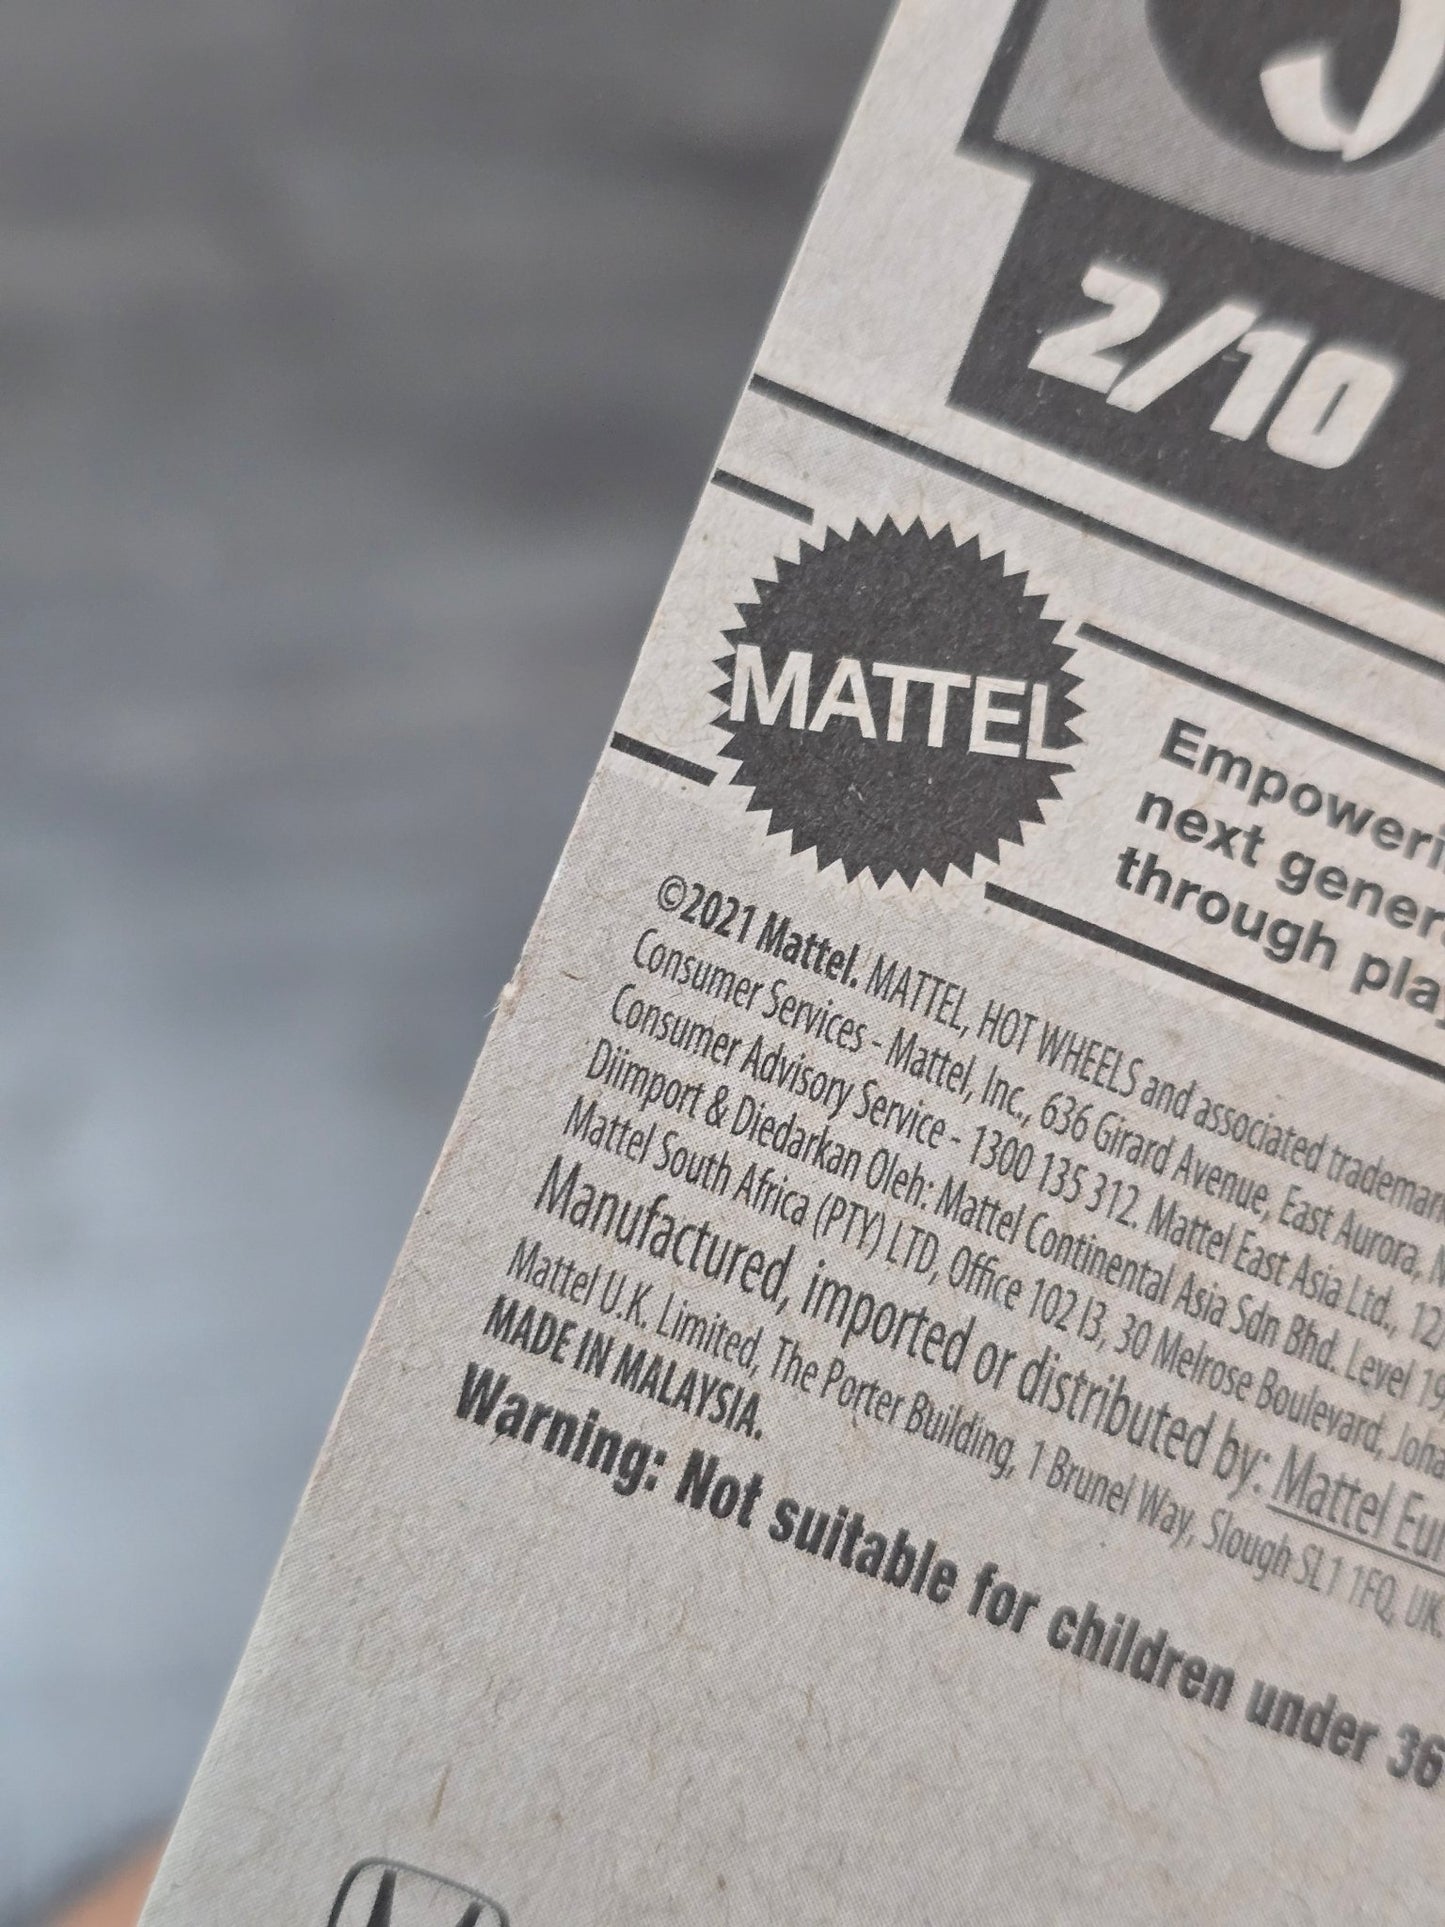 2/10
MATTEL
Empoweri
next gener
through play
©2021 Mattel. MATTEL, HOT WHEELS and associated trademar
Consumer Services - Mattel, Inc., 636 Girard Avenue, East Aurora, N
Consumer Advisory Service - 1300 135 312. Mattel East Asia Ltd., 12/
Diimport & Diedarkan Oleh: Mattel Continental Asia Sdn Bhd. Level 19,
Mattel South Africa (PTY) LTD, Office 102 I3, 30 Melrose Boulevard, Joha
Manufactured, imported or distributed by: Mattel Eur
Mattel U.K. Limited, The Porter Building, 1 Brunel Way, Slough SL1 1FQ, UK.
MADE IN MALAYSIA.
Warning: Not suitable for children under 36